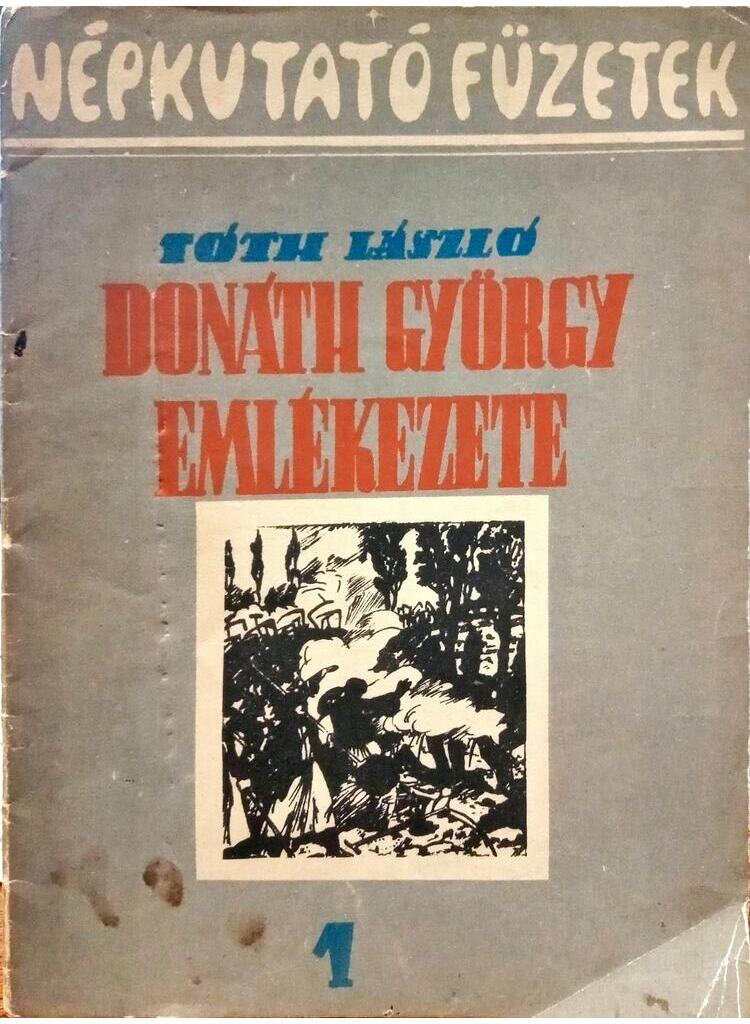 NÉPKUTATÓ FÜZETEK
TÓTH LÁSZLÓ
DONÁTH GYÖRGY
EMLÉKEZETE
1